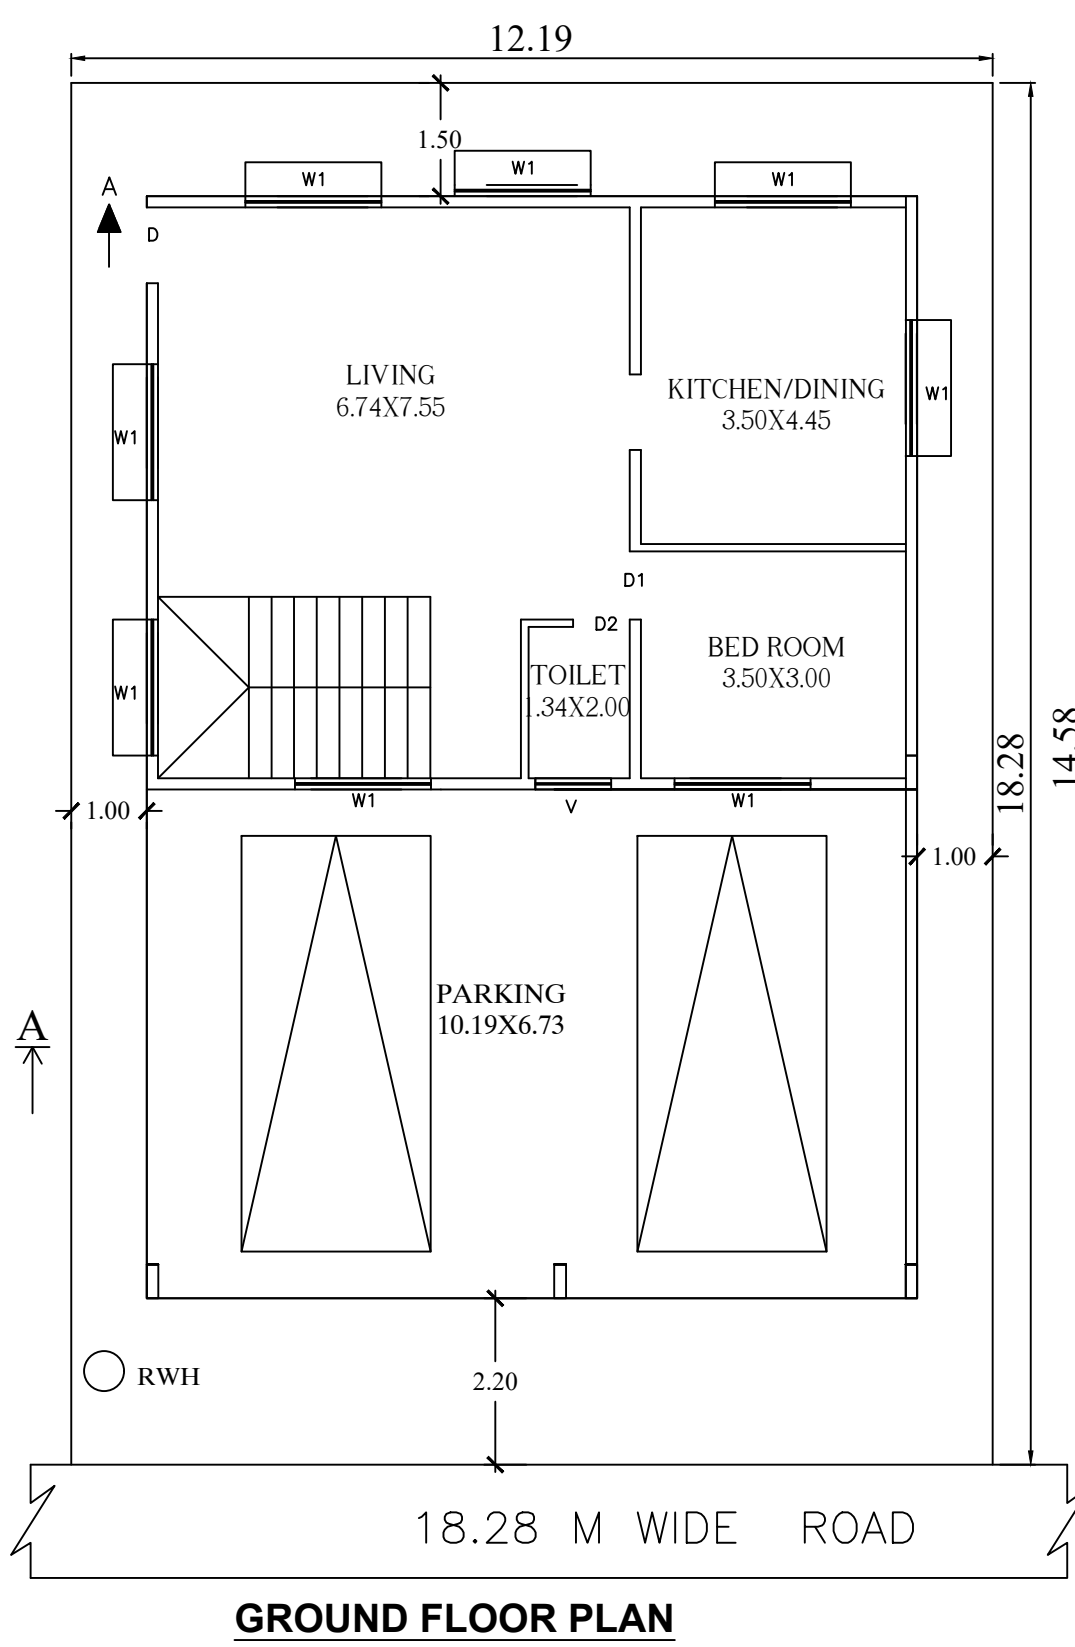 12.19
1.50
W1
W1
W1
A
D
LIVING
6.74X7.55
KITCHEN/DINING
3.50X4.45
W1
W1
D1
D2
BED ROOM
3.50X3.00
TOILET
1.34X2.00
W1
18.28
14.58
W1
V
W1
1.00
1.00
PARKING
10.19X6.73
A
RWH
2.20
18.28 M WIDE ROAD
GROUND FLOOR PLAN